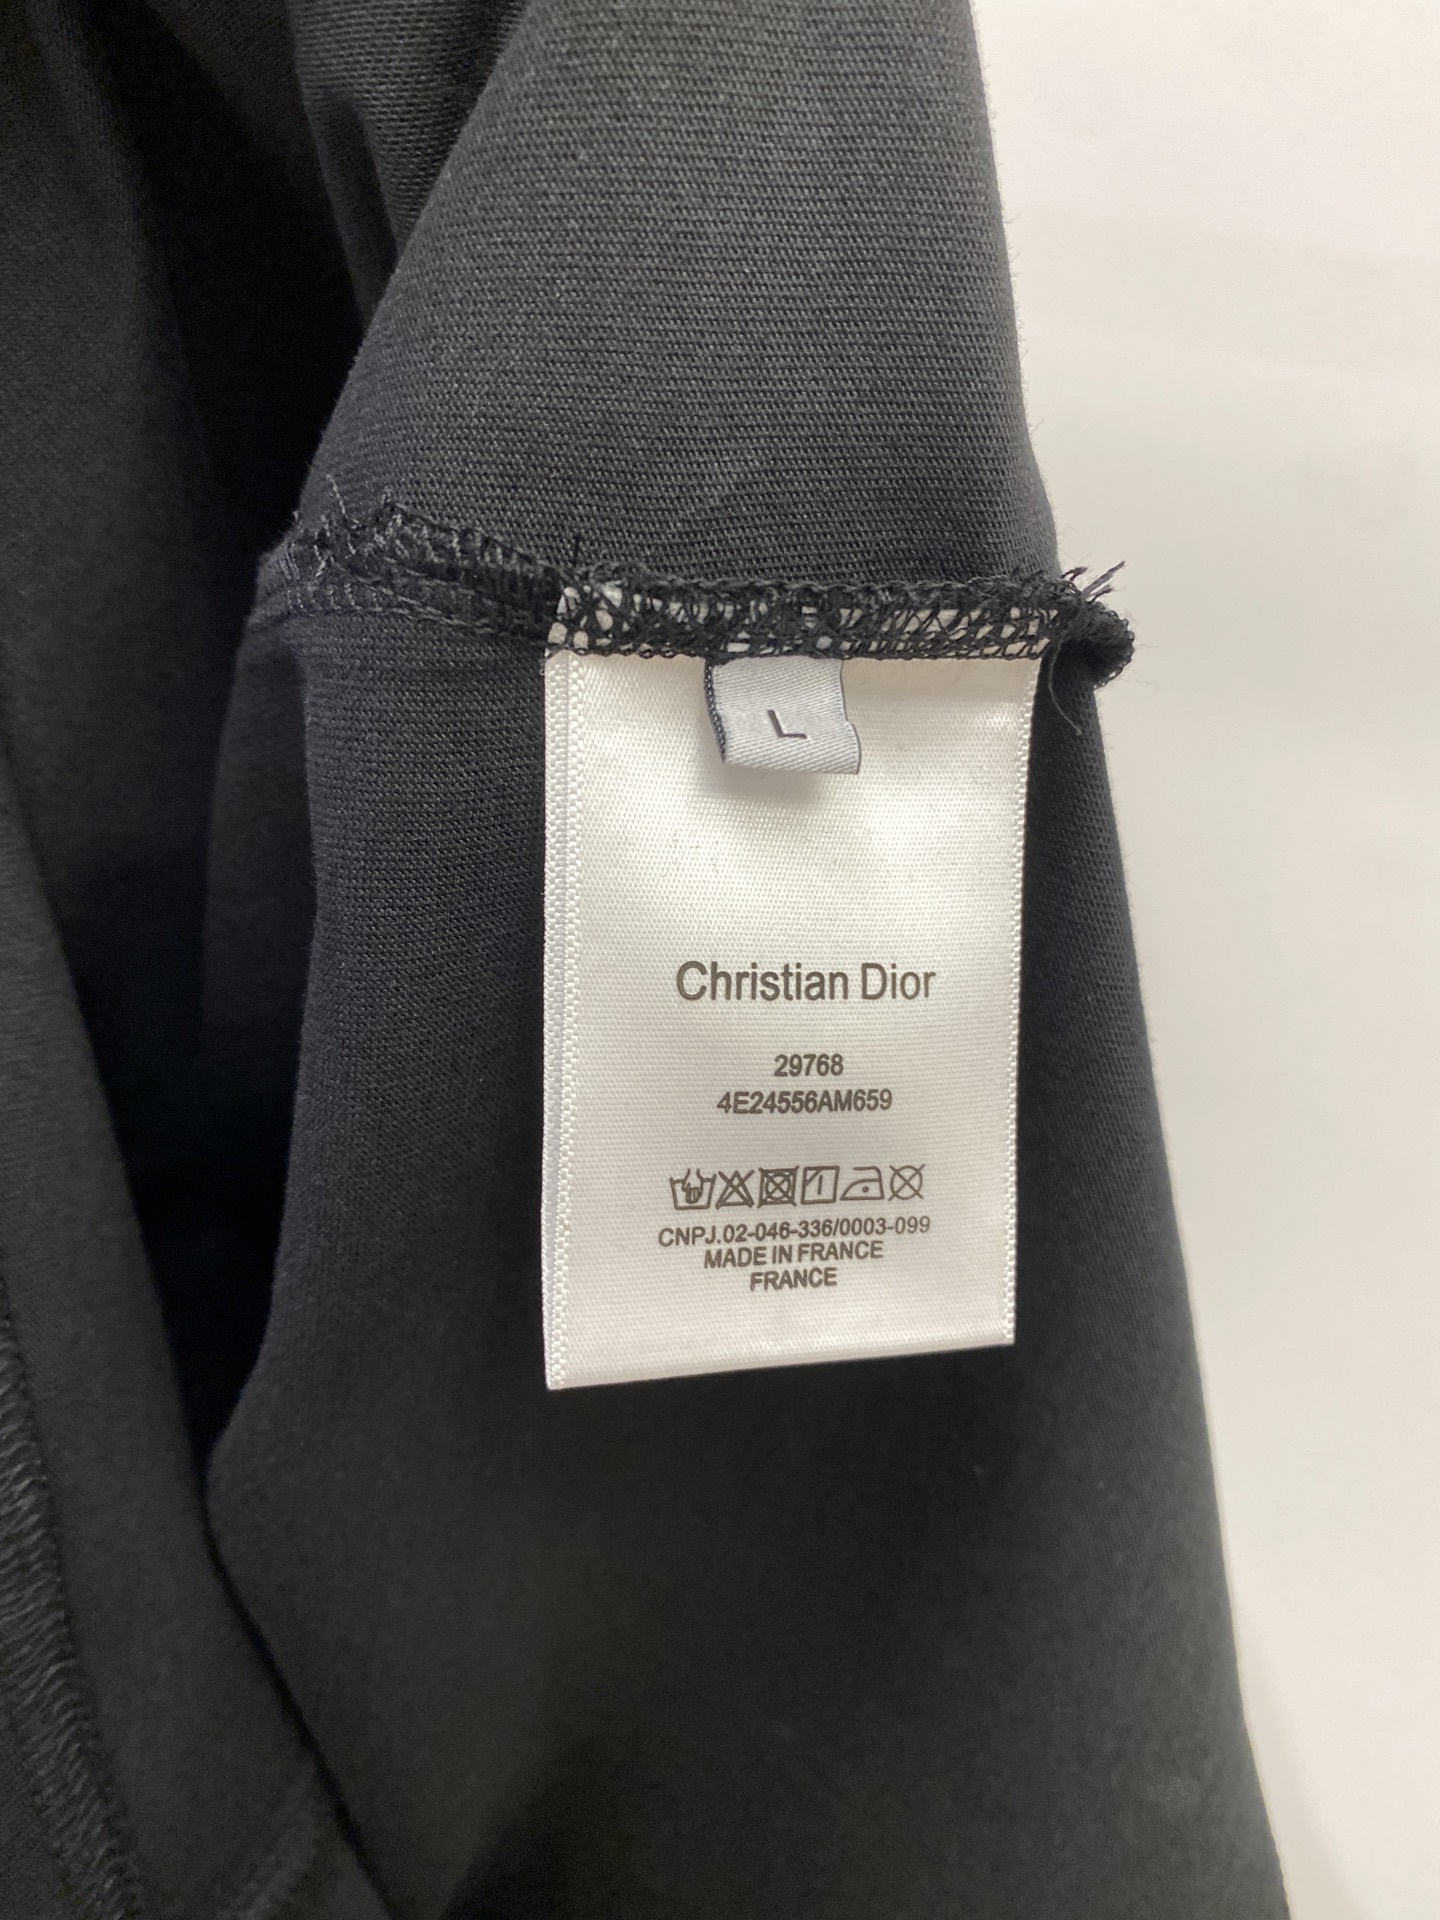 L
Christian Dior
29768
4E24556AM659
CNPJ.02-046-336/0003-099
MADE IN FRANCE
FRANCE